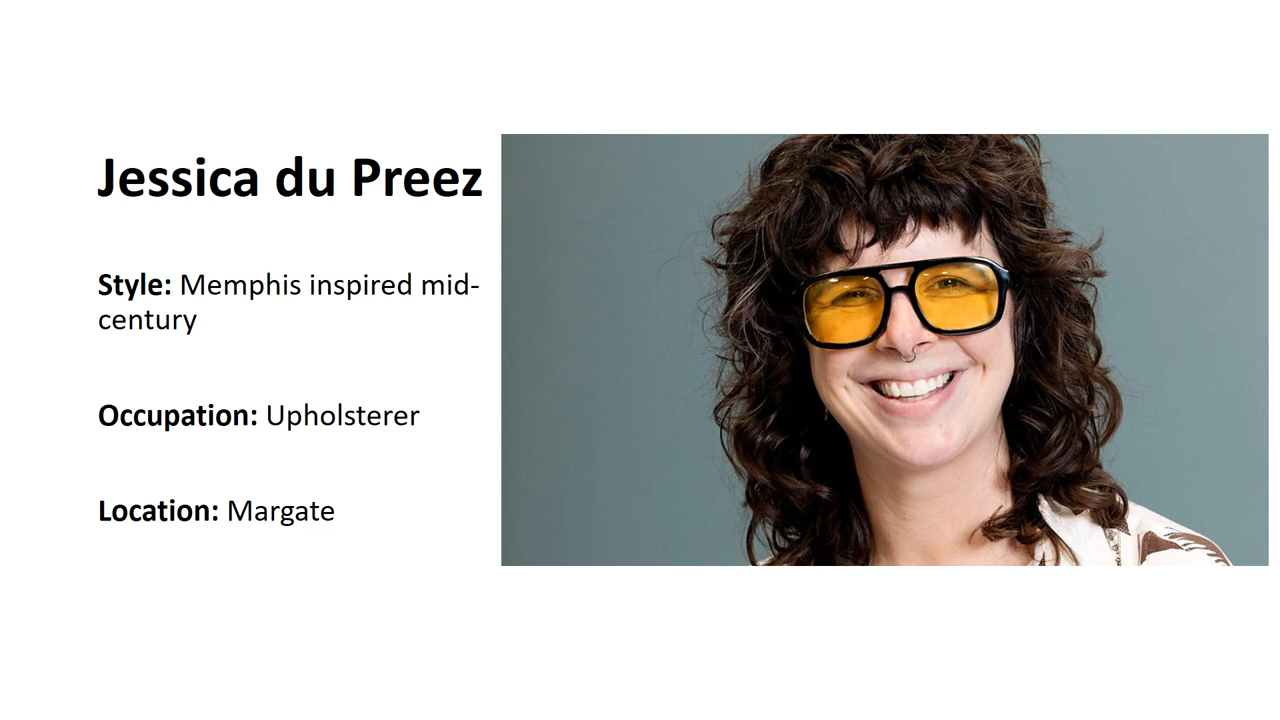 Jessica du Preez
Style: Memphis inspired mid-
century
Occupation: Upholsterer
Location: Margate